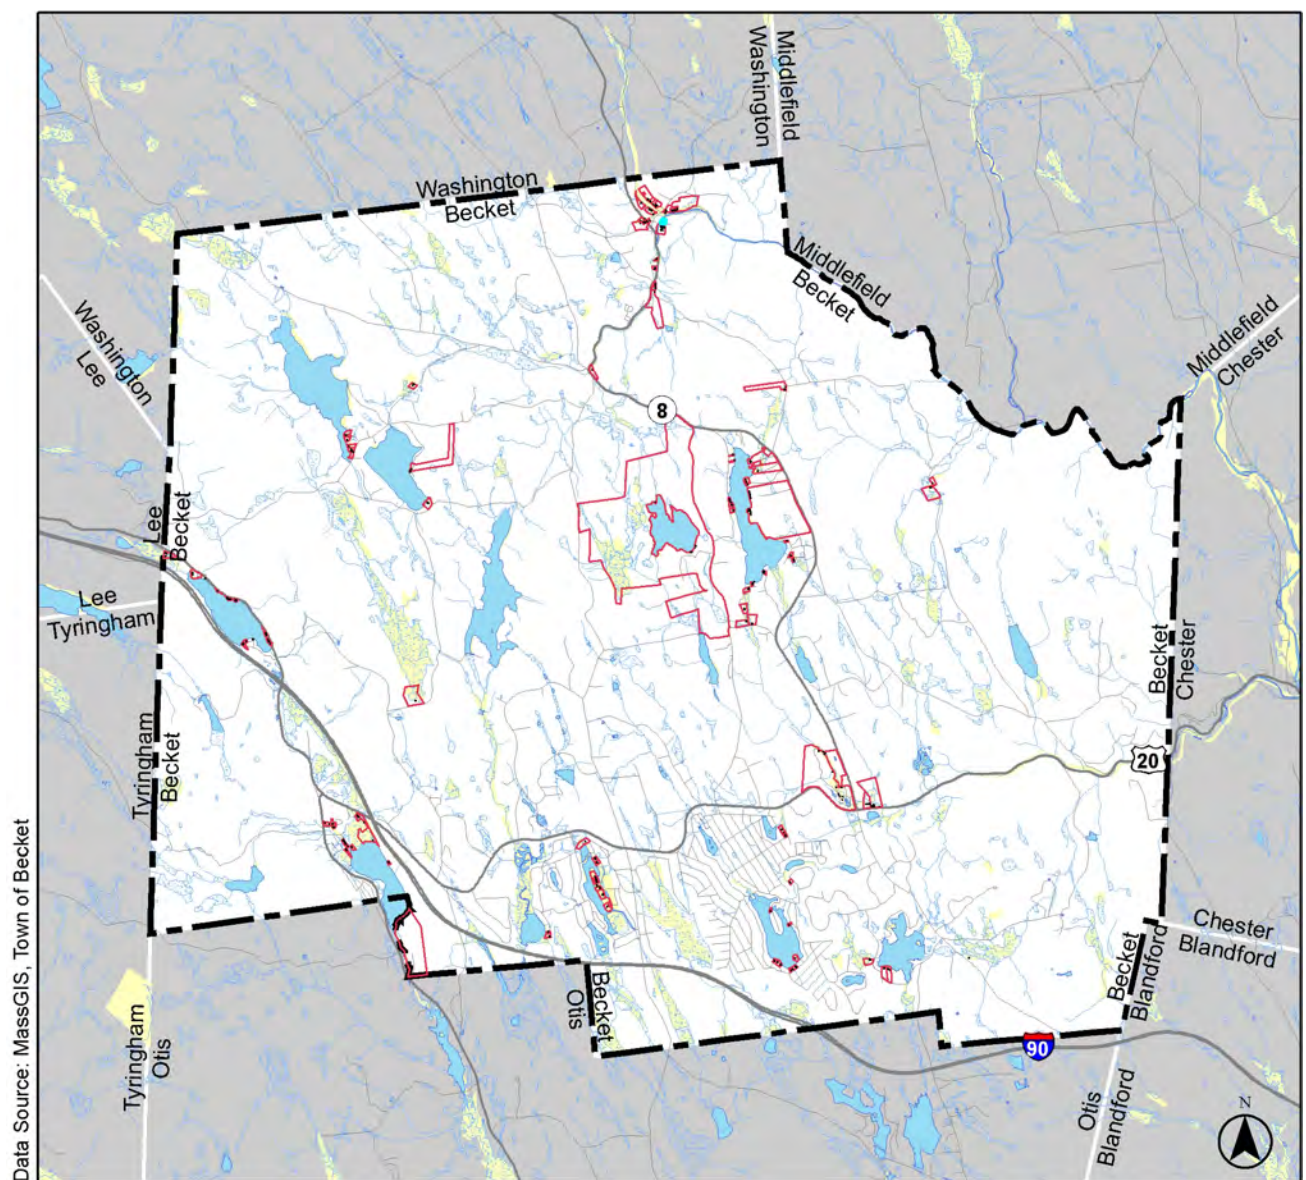 Middlefield
Washington
Washington
Becket
Middlefield
Becket
Middlefield
Chester
Washington
Lee
8
Lee
Becket
Lee
Tyringham
Becket
Chester
Tyringham
Becket
20
Chester
Blandford
Becket
Blandford
Becket
Otis
Tyringham
Otis
90
Otis
Blandford
N
Data Source: MassGIS, Town of Becket